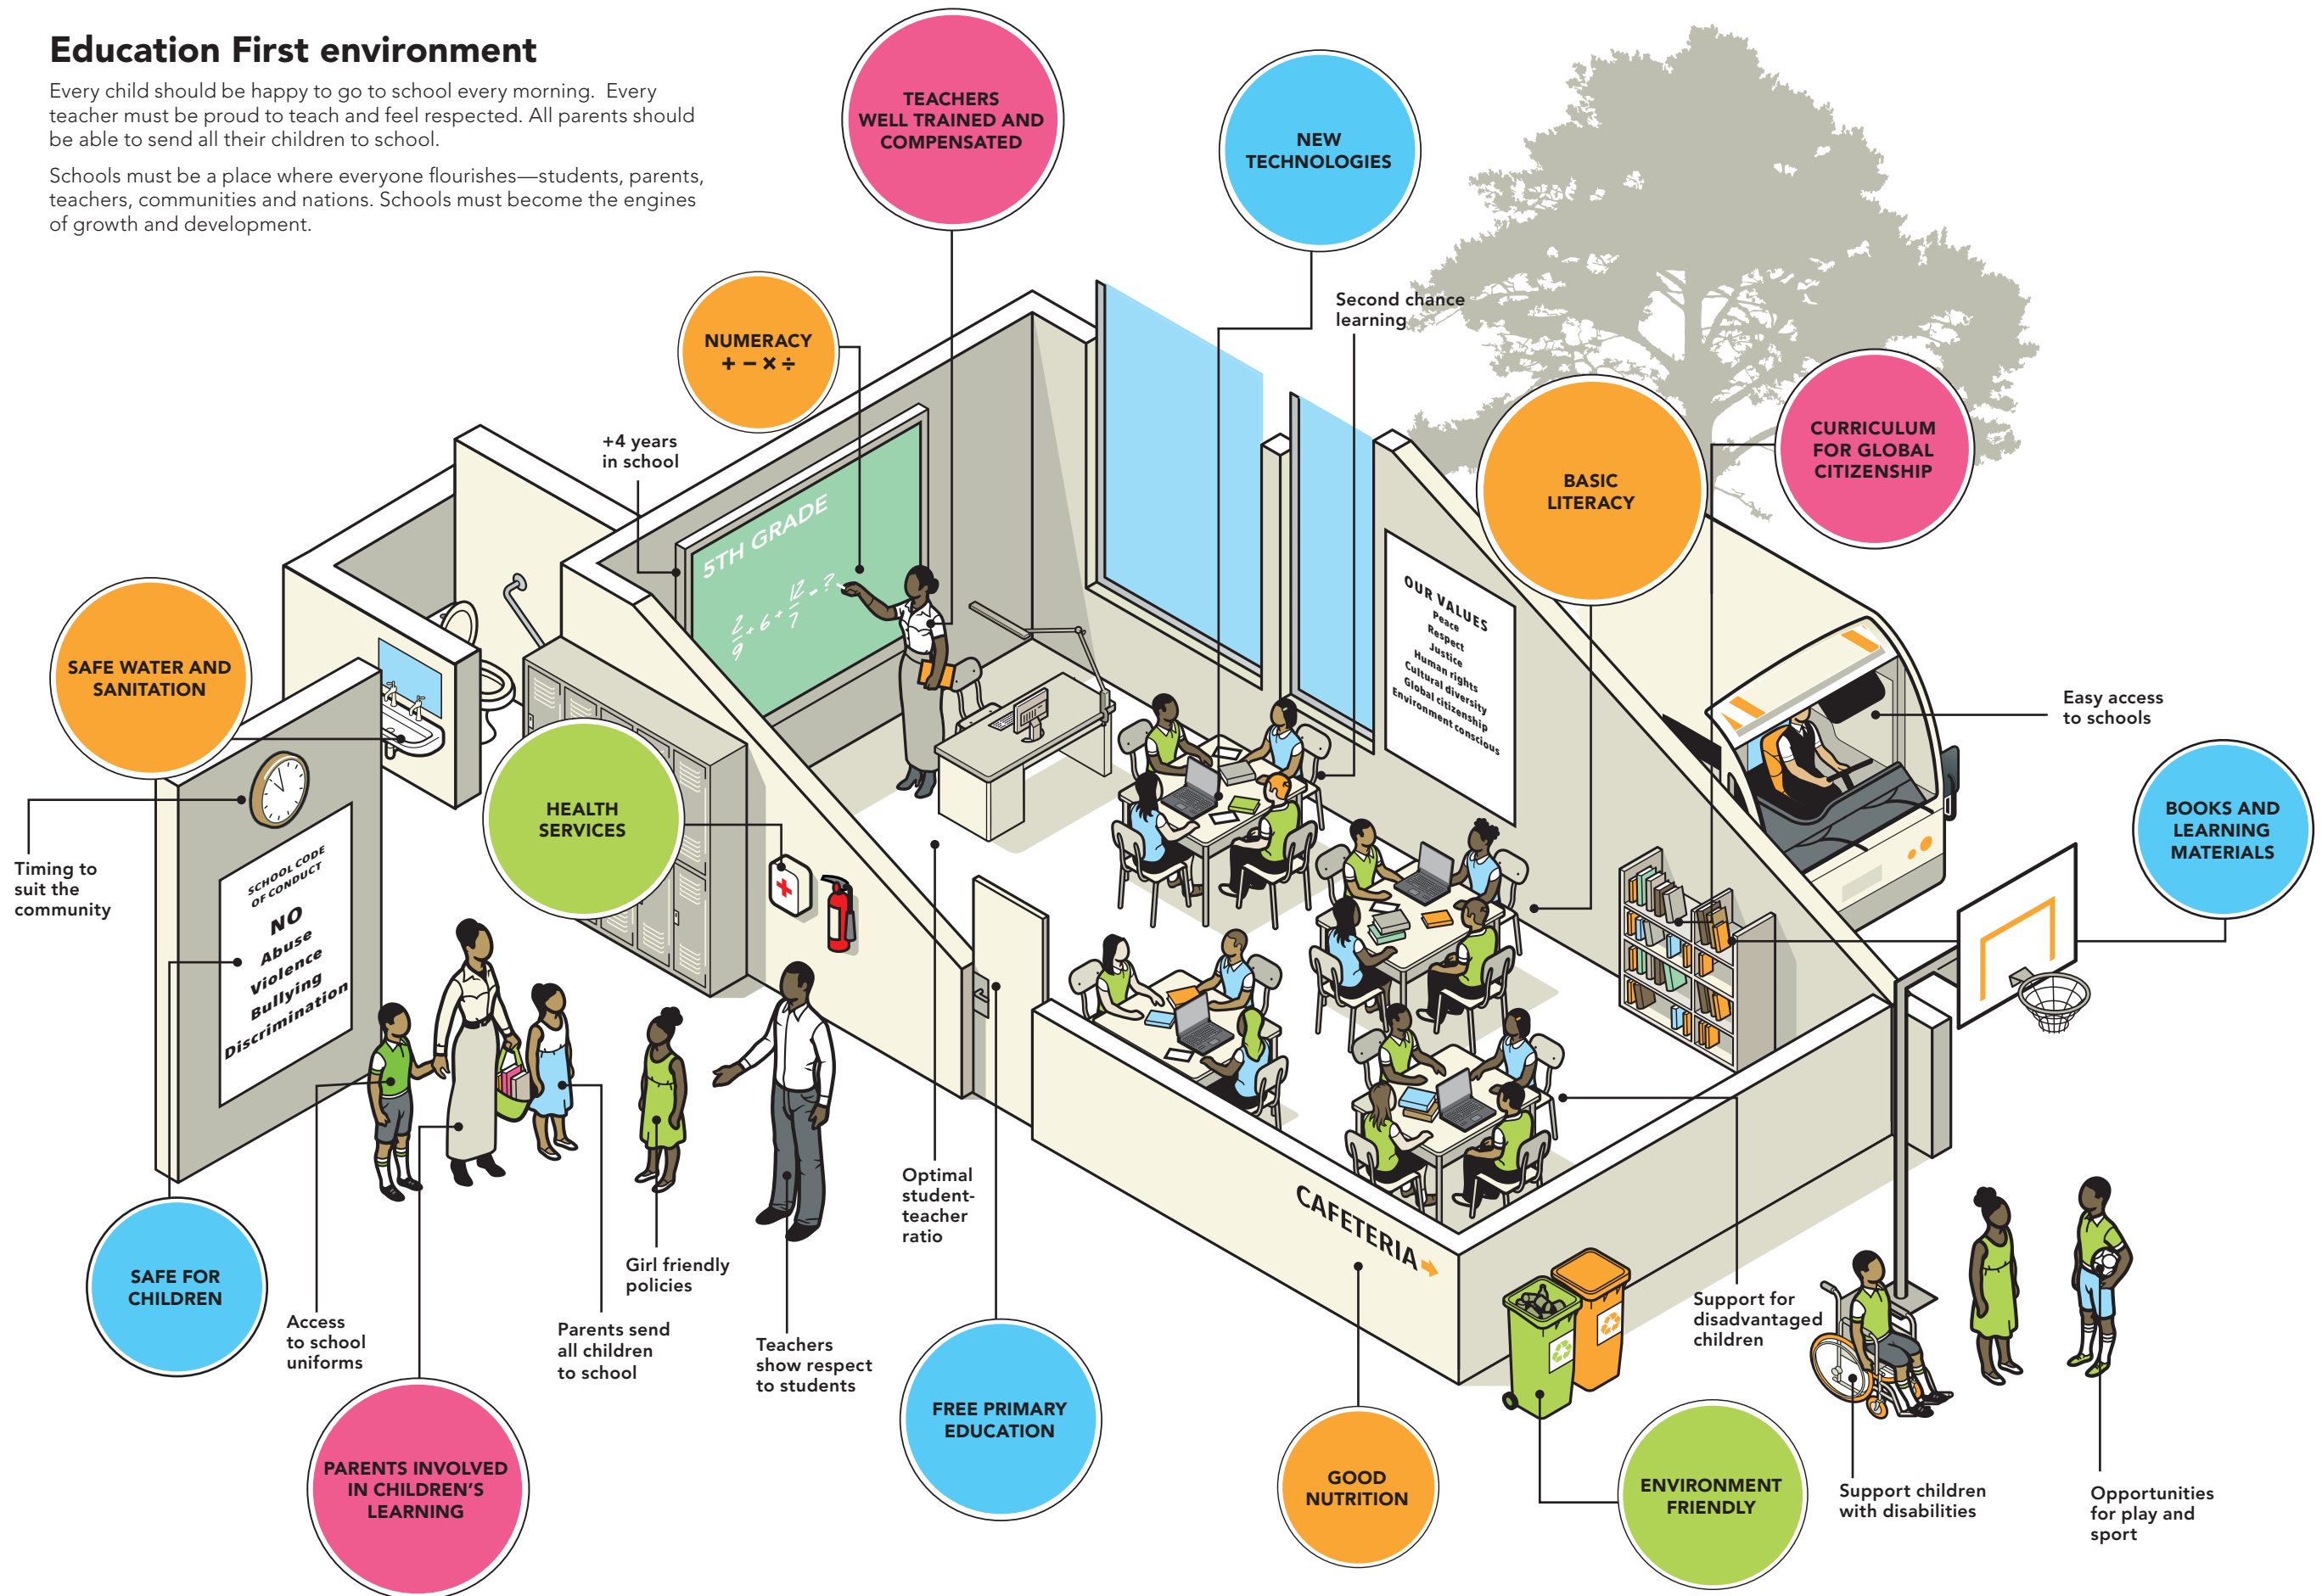 Education First environment
Every child should be happy to go to school every morning.  Every
teacher must be proud to teach and feel respected. All parents should
be able to send all their children to school.
Schools must be a place where everyone flourishes—students, parents,
teachers, communities and nations. Schools must become the engines
of growth and development.
TEACHERS
WELL TRAINED AND
COMPENSATED
NEW
TECHNOLOGIES
Second chance
learning
NUMERACY
+ − × ÷
+4 years
in school
BASIC
LITERACY
CURRICULUM
FOR GLOBAL
CITIZENSHIP
5TH GRADE
2/9 + 6 + 12/7 = ?
OUR VALUES
Peace
Respect
Justice
Human rights
Cultural diversity
Global citizenship
Environment conscious
SAFE WATER AND
SANITATION
Easy access
to schools
HEALTH
SERVICES
BOOKS AND
LEARNING
MATERIALS
Timing to
suit the
community
SCHOOL CODE
OF CONDUCT
NO
Abuse
Violence
Bullying
Discrimination
SAFE FOR
CHILDREN
Access
to school
uniforms
PARENTS INVOLVED
IN CHILDREN'S
LEARNING
Parents send
all children
to school
Girl friendly
policies
Teachers
show respect
to students
Optimal
student-
teacher
ratio
FREE PRIMARY
EDUCATION
CAFETERIA
GOOD
NUTRITION
ENVIRONMENT
FRIENDLY
Support for
disadvantaged
children
Support children
with disabilities
Opportunities
for play and
sport